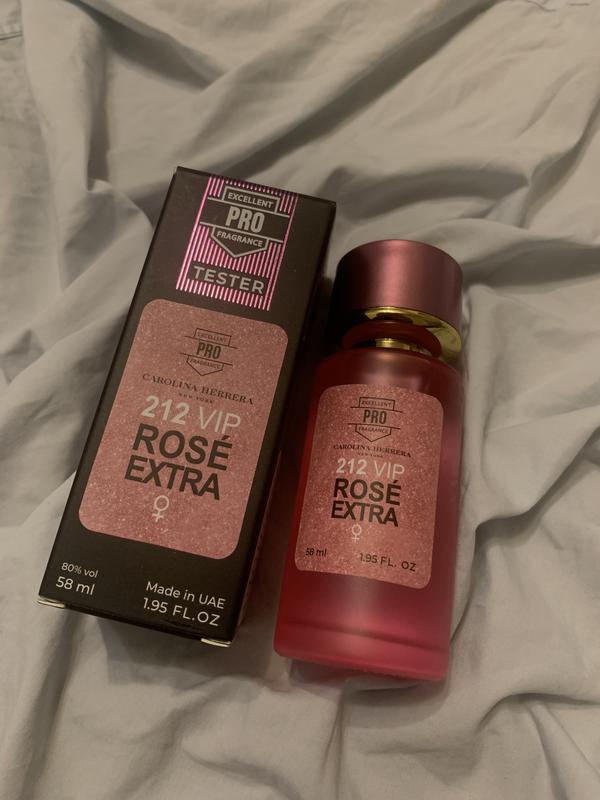 EXCELLENT
PRO
FRAGRANCE
TESTER
EXCELLENT
PRO
FRAGRANCE
CAROLINA HERRERA
NEW YORK
212 VIP
ROSÉ
EXTRA
80% vol
58 ml
Made in UAE
1.95 FL.OZ
EXCELLENT
PRO
FRAGRANCE
CAROLINA HERRERA
NEW YORK
212 VIP
ROSÉ
EXTRA
58 ml
1.95 FL. OZ